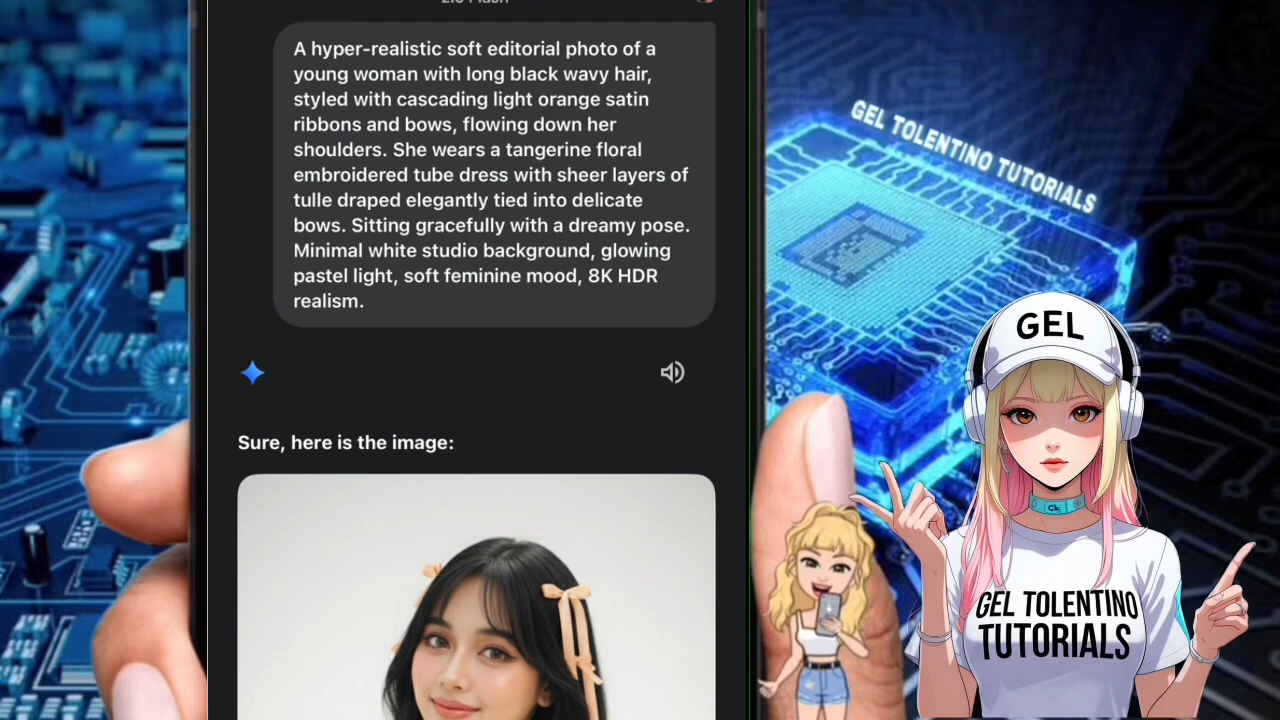 A hyper-realistic soft editorial photo of a
young woman with long black wavy hair,
styled with cascading light orange satin
ribbons and bows, flowing down her
shoulders. She wears a tangerine floral
embroidered tube dress with sheer layers of
tulle draped elegantly tied into delicate
bows. Sitting gracefully with a dreamy pose.
Minimal white studio background, glowing
pastel light, soft feminine mood, 8K HDR
realism.
Sure, here is the image:
GEL TOLENTINO TUTORIALS
GEL
GEL TOLENTINO
TUTORIALS